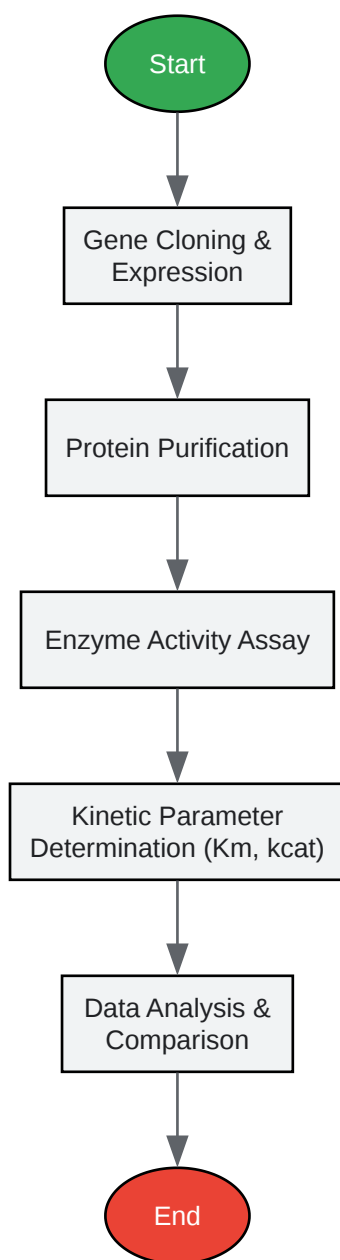 Start
Gene Cloning &
Expression
Protein Purification
Enzyme Activity Assay
Kinetic Parameter
Determination (Km, kcat)
Data Analysis &
Comparison
End